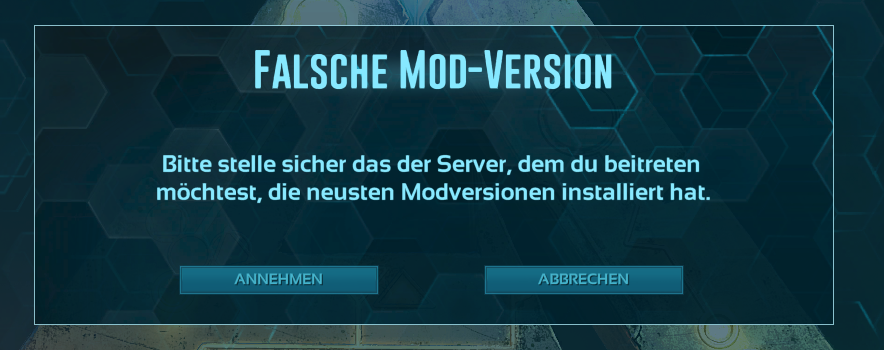 Falsche Mod-Version
Bitte stelle sicher das der Server, dem du beitreten
möchtest, die neusten Modversionen installiert hat.
ANNEHMEN
ABBRECHEN